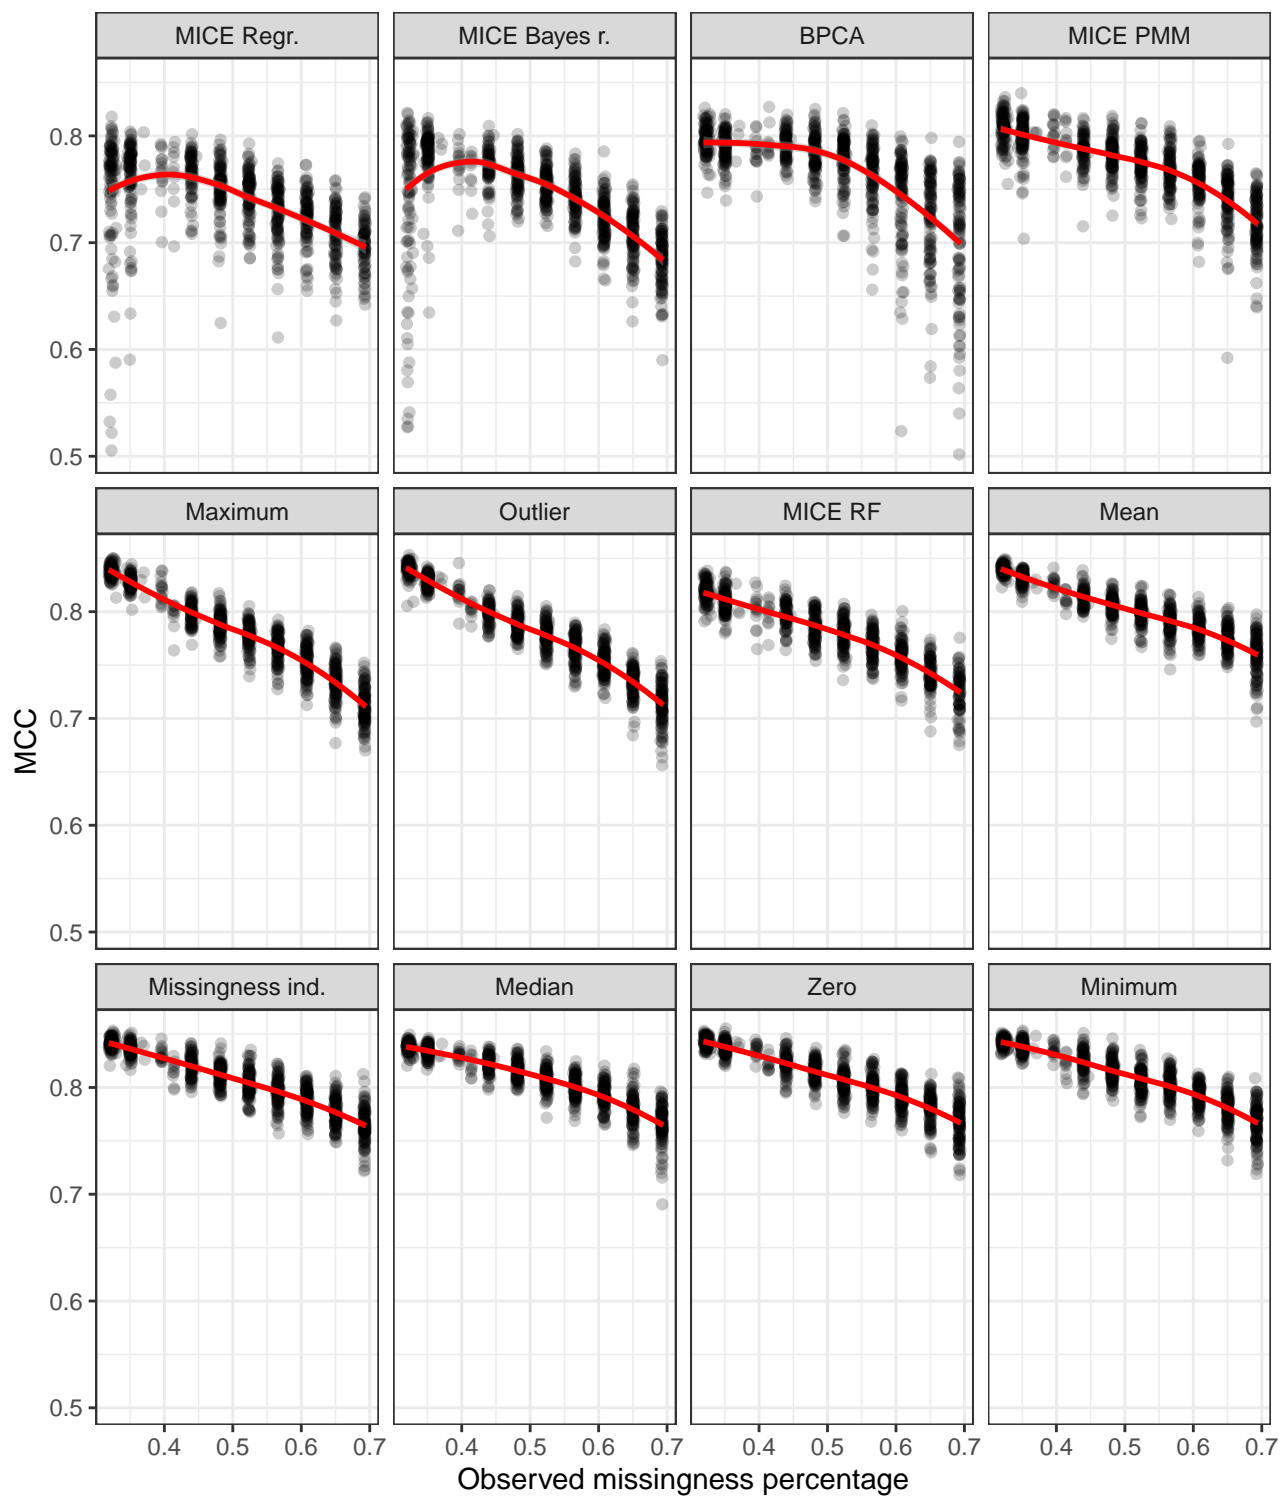 MICE Regr. MICE Bayes r. BPCA MICE PMM
0.8
0.7
0.6
0.5
Maximum Outlier MICE RF Mean
0.8
0.7
0.6
0.5
MCC
Missingness ind. Median Zero Minimum
0.8
0.7
0.6
0.5
0.4 0.5 0.6 0.7 0.4 0.5 0.6 0.7 0.4 0.5 0.6 0.7 0.4 0.5 0.6 0.7
Observed missingness percentage